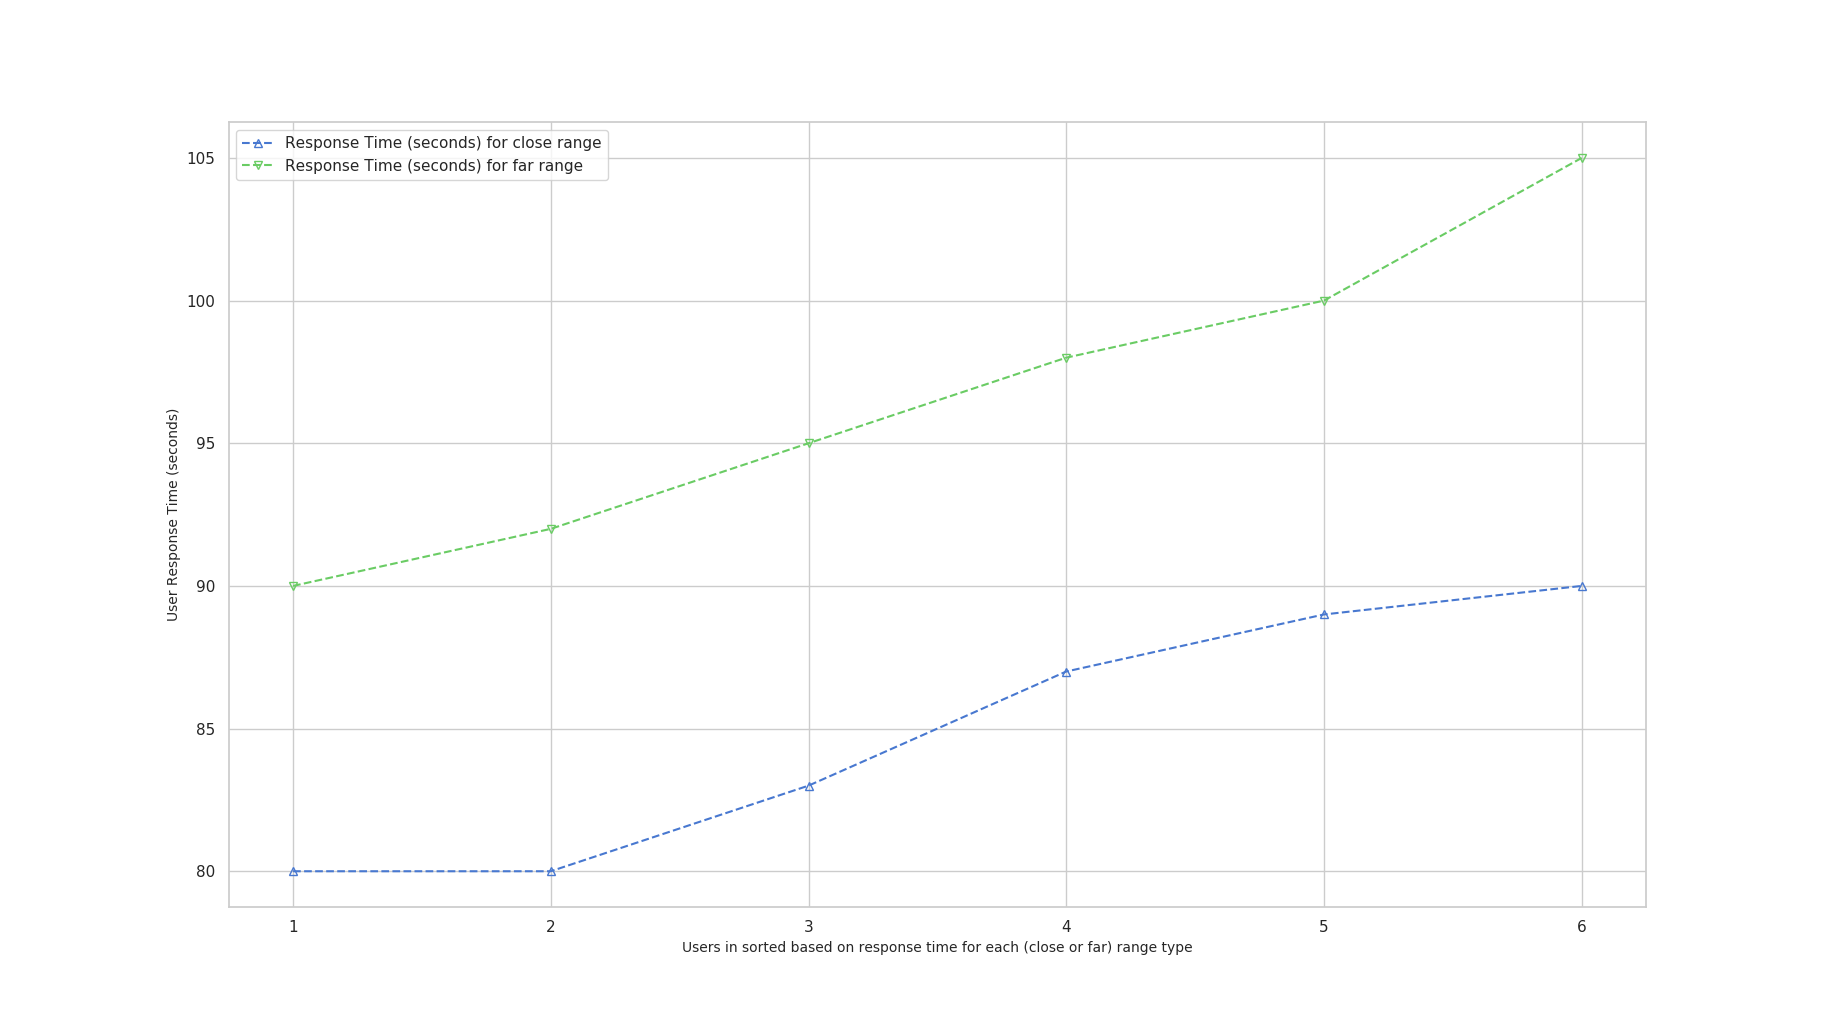 Response Time (seconds) for close range
Response Time (seconds) for far range
105
100
95
90
85
80
User Response Time (seconds)
1 2 3 4 5 6
Users in sorted based on response time for each (close or far) range type